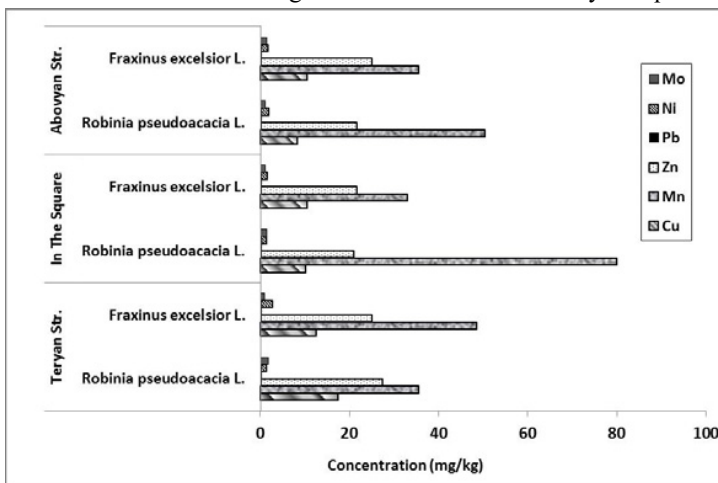 Abovyan Str.
Fraxinus excelsior L.
Robinia pseudoacacia L.
In The Square
Fraxinus excelsior L.
Robinia pseudoacacia L.
Teryan Str.
Fraxinus excelsior L.
Robinia pseudoacacia L.
Mo
Ni
Pb
Zn
Mn
Cu
0 20 40 60 80 100
Concentration (mg/kg)